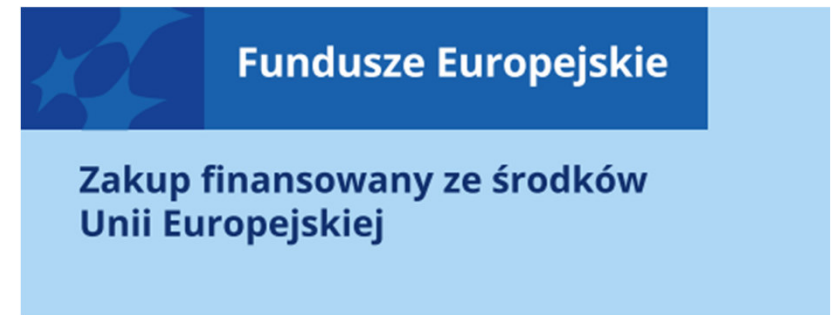 Fundusze Europejskie
Zakup finansowany ze środków
Unii Europejskiej